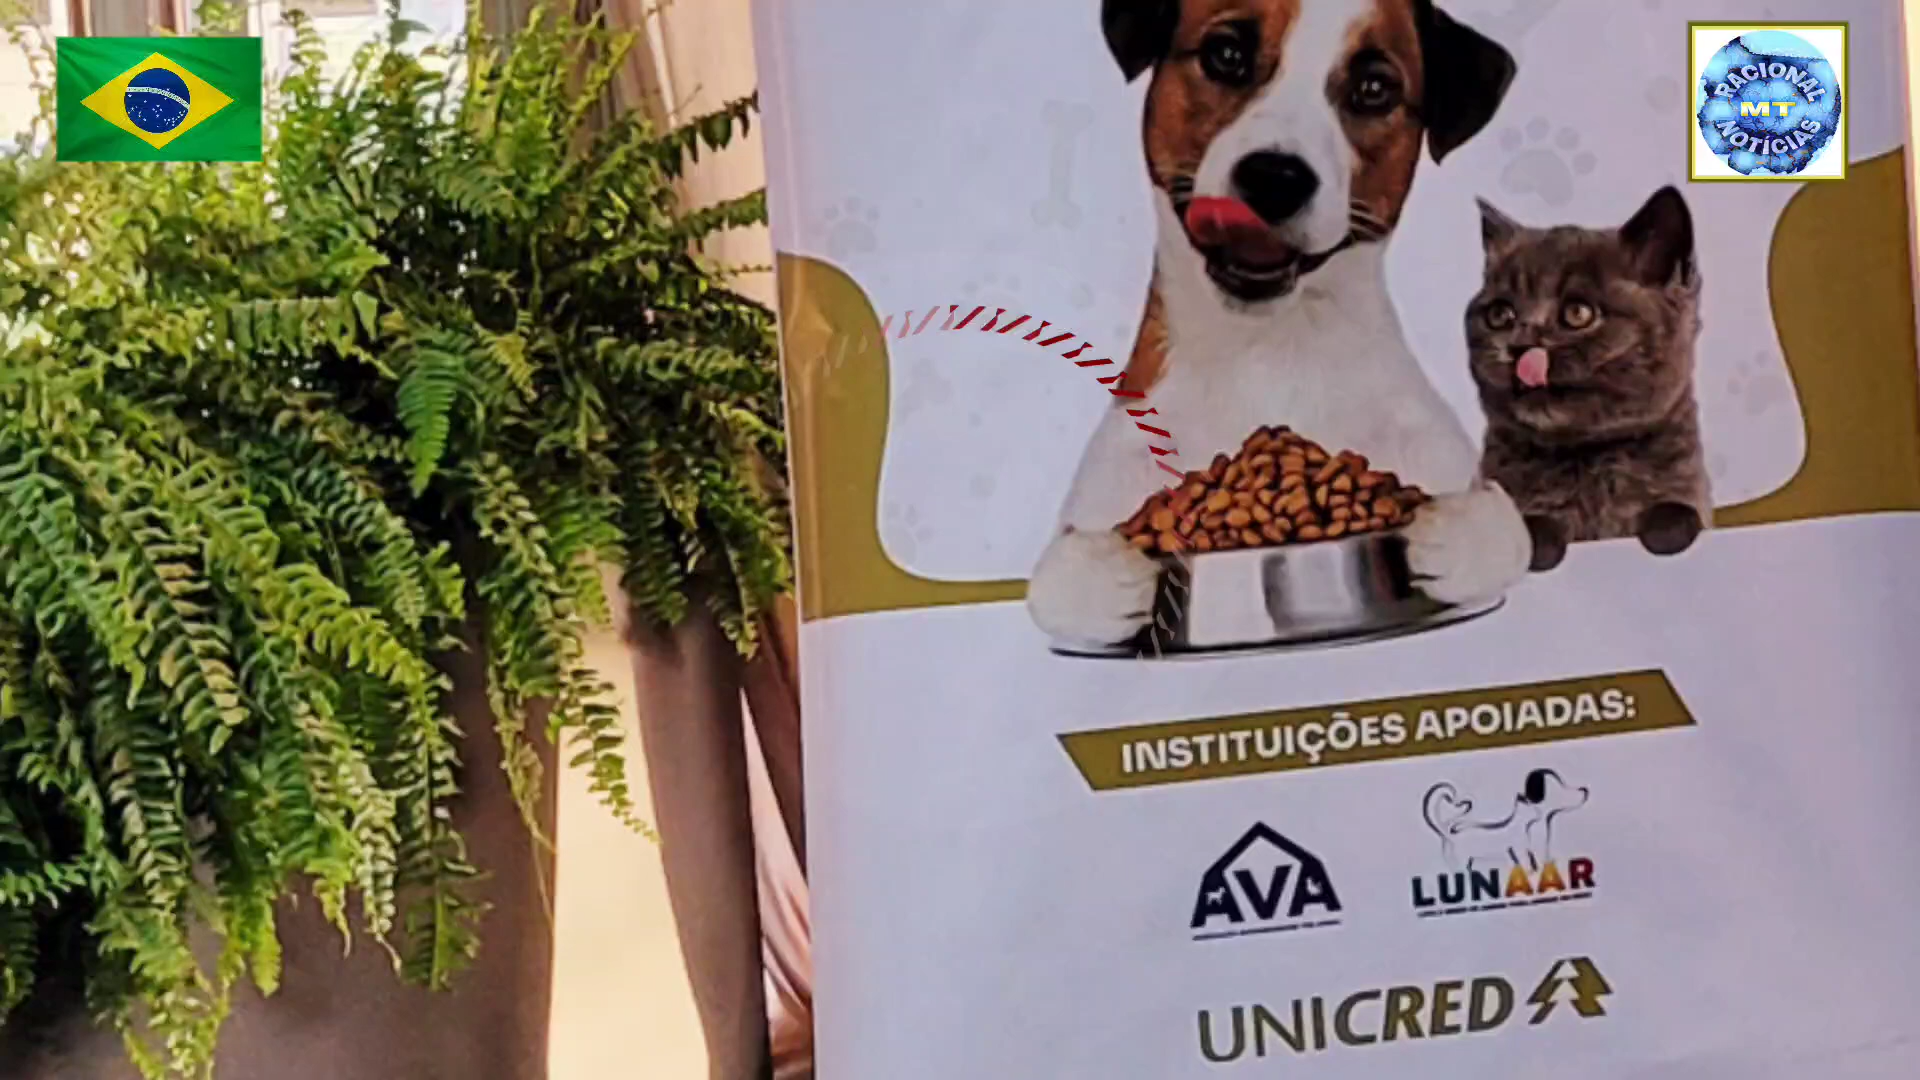 RACIONAL
MT
NOTÍCIAS
INSTITUIÇÕES APOIADAS:
AVA
LUNAAR
UNICRED